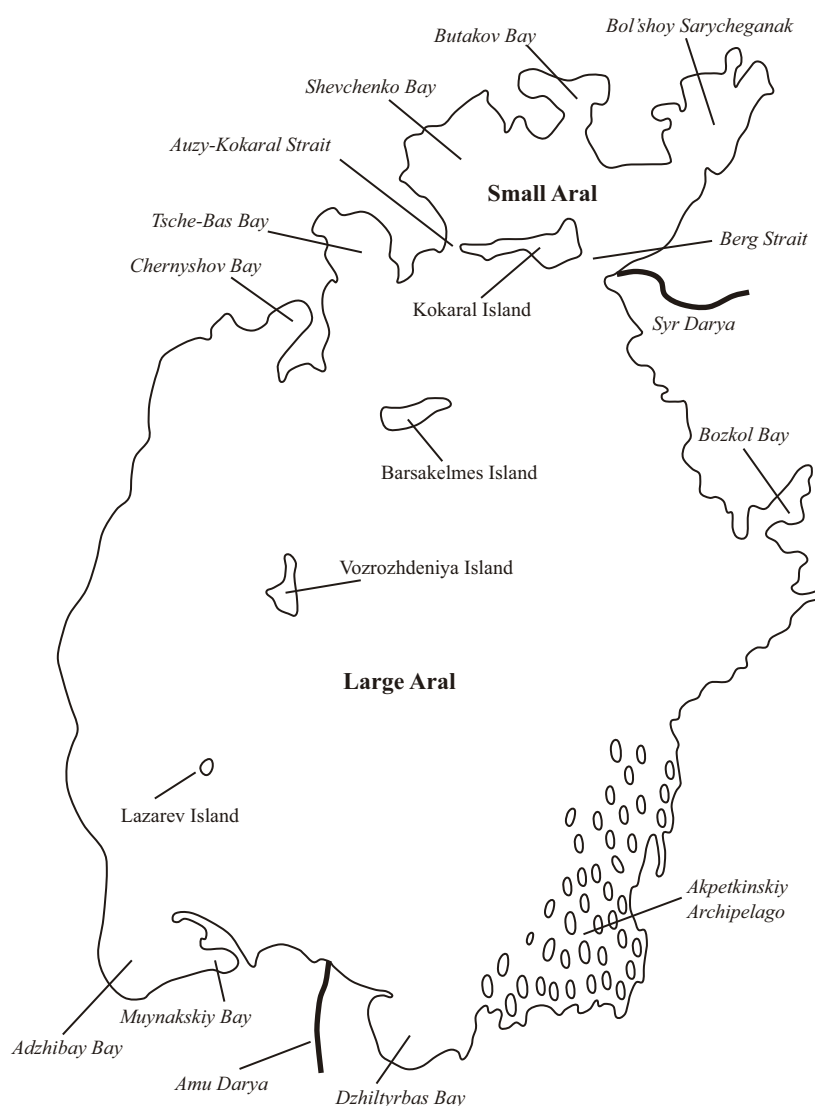 Bol'shoy Sarycheganak
Butakov Bay
Shevchenko Bay
Auzy-Kokaral Strait
Small Aral
Tsche-Bas Bay
Berg Strait
Chernyshov Bay
Kokaral Island
Syr Darya
Bozkol Bay
Barsakelmes Island
Vozrozhdeniya Island
Large Aral
Lazarev Island
Akpetkinskiy
Archipelago
Muynakskiy Bay
Adzhibay Bay
Amu Darya
Dzhiltyrbas Bay